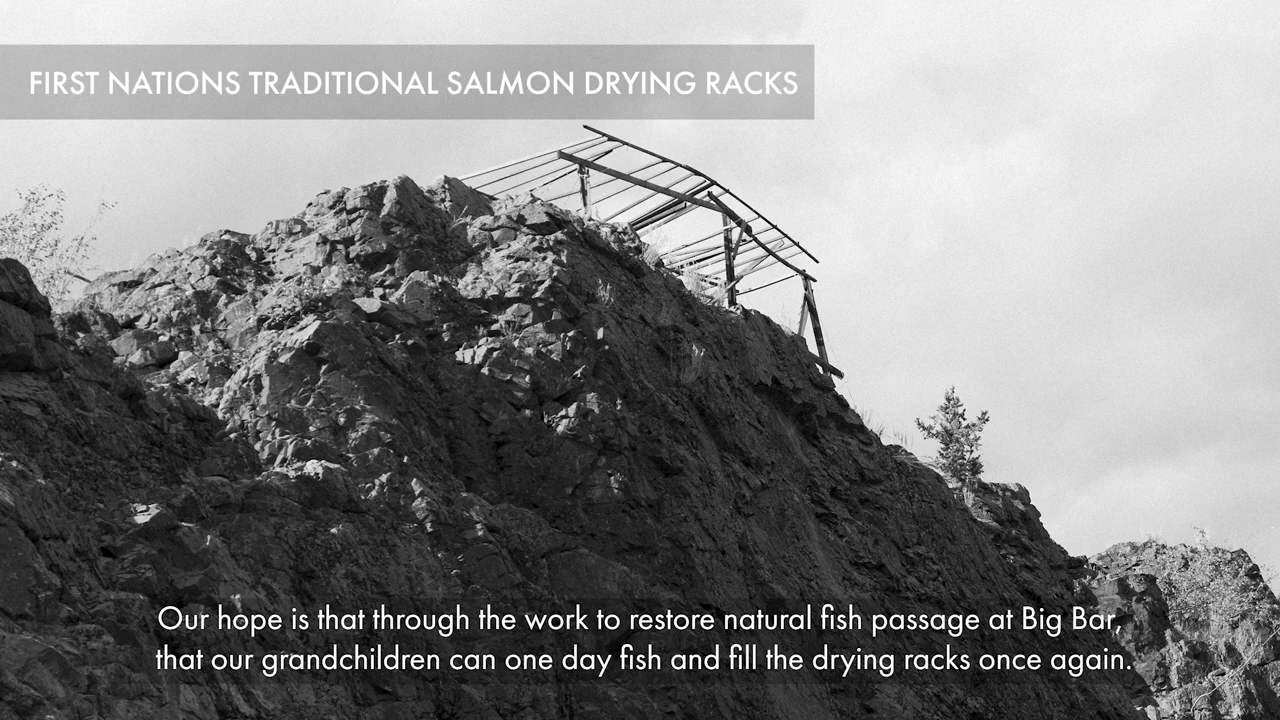 FIRST NATIONS TRADITIONAL SALMON DRYING RACKS
Our hope is that through the work to restore natural fish passage at Big Bar,
that our grandchildren can one day fish and fill the drying racks once again.